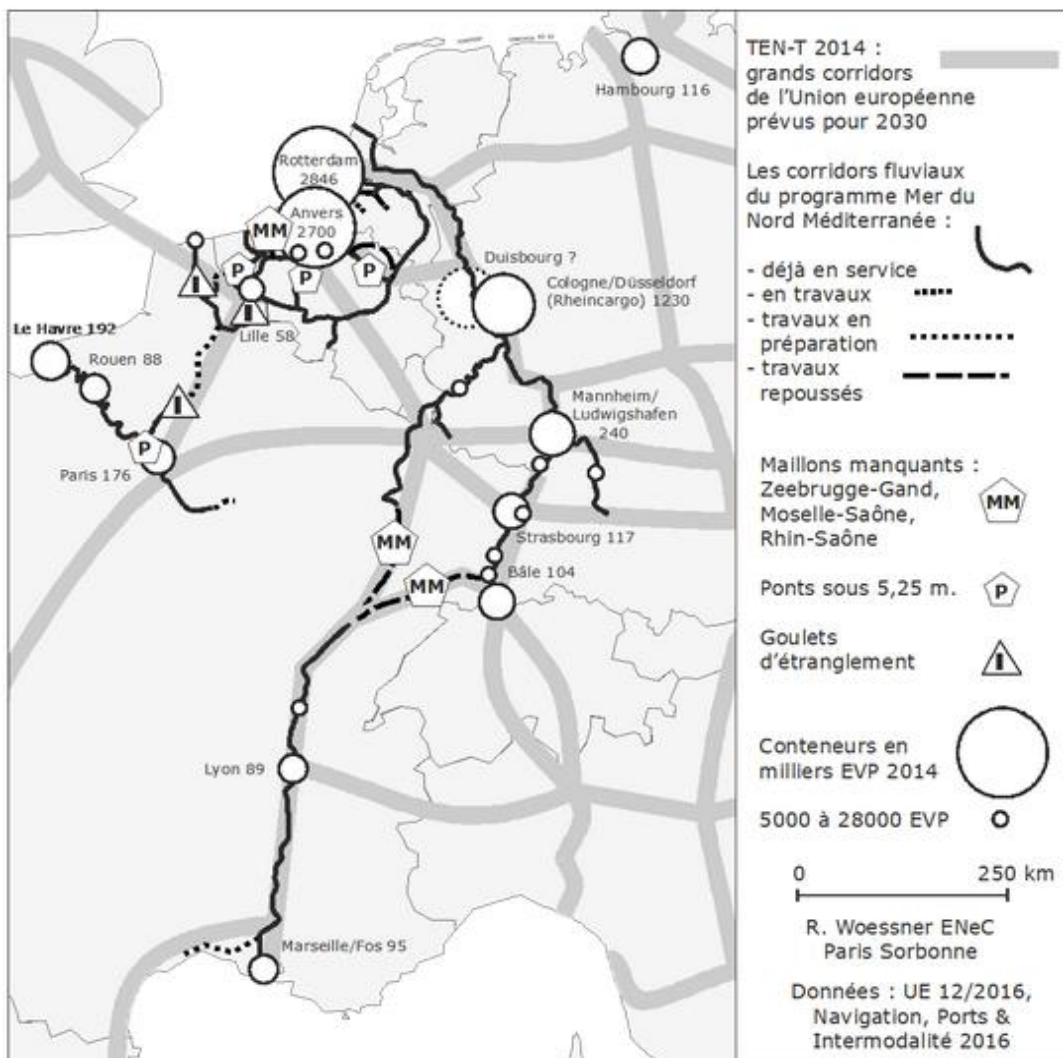 Hambourg 116
Rotterdam
2846
Anvers
2700
MM
P
P
P
I
I
Duisbourg ?
Cologne/Düsseldorf
(Rheincargo) 1230
Lille 58
Le Havre 192
Rouen 88
I
P
Paris 176
Mannheim/
Ludwigshafen
240
MM
Strasbourg 117
MM
Bâle 104
Lyon 89
Marseille/Fos 95
TEN-T 2014 :
grands corridors
de l'Union européenne
prévus pour 2030
Les corridors fluviaux
du programme Mer du
Nord Méditerranée :
- déjà en service
- en travaux
- travaux en
préparation
- travaux
repoussés
Maillons manquants :
Zeebrugge-Gand,
Moselle-Saône,
Rhin-Saône
MM
Ponts sous 5,25 m.
P
Goulets
d'étranglement
I
Conteneurs en
milliers EVP 2014
5000 à 28000 EVP
0 250 km
R. Woessner ENeC
Paris Sorbonne
Données : UE 12/2016,
Navigation, Ports &
Intermodalité 2016